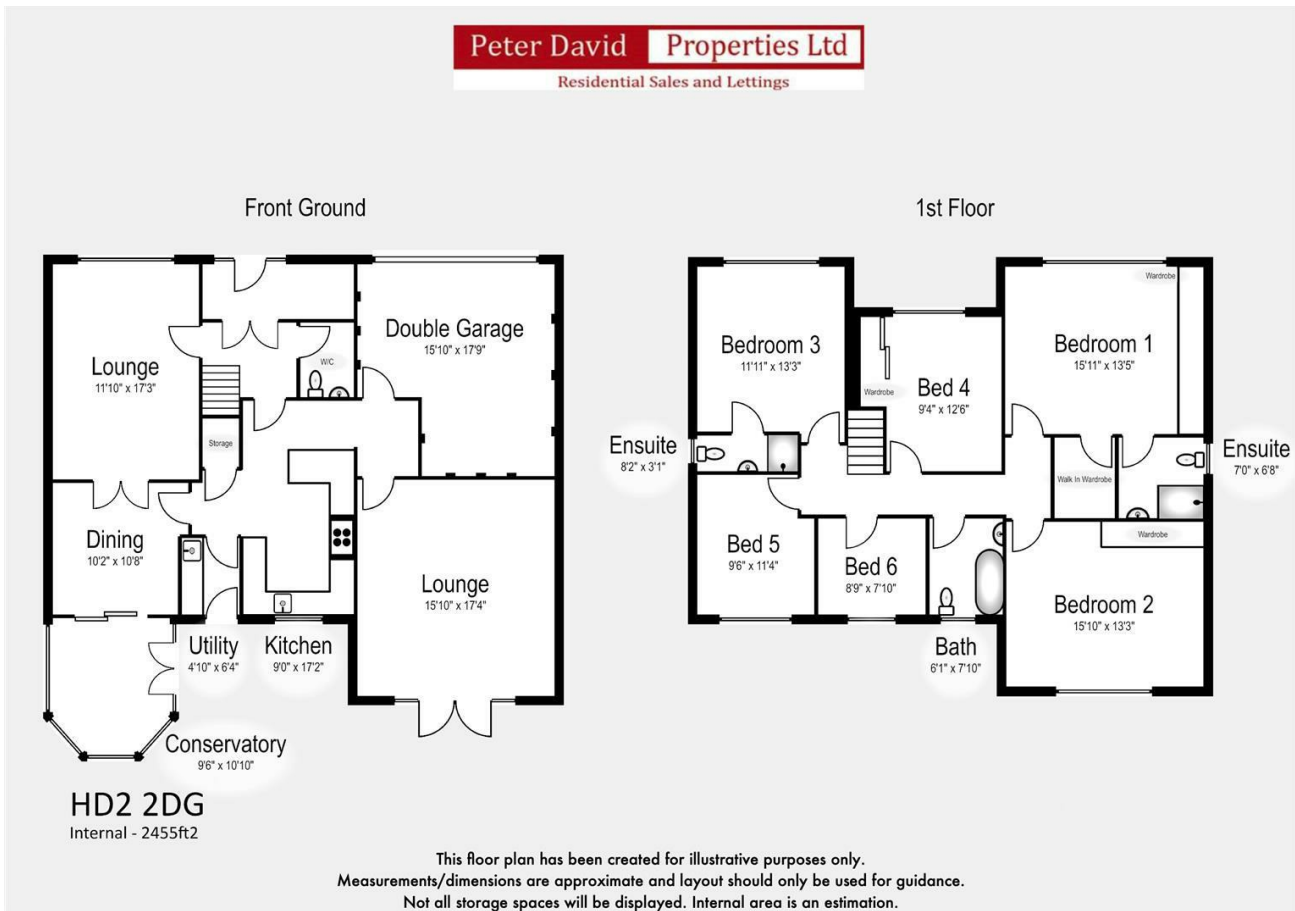 Peter David Properties Ltd
Residential Sales and Lettings
Front Ground
Lounge
11'10" x 17'3"
W/C
Double Garage
15'10" x 17'9"
Storage
Dining
10'2" x 10'8"
Lounge
15'10" x 17'4"
Utility
4'10" x 6'4"
Kitchen
9'0" x 17'2"
Conservatory
9'6" x 10'10"
1st Floor
Bedroom 3
11'11" x 13'3"
Wardrobe
Bed 4
9'4" x 12'6"
Wardrobe
Bedroom 1
15'11" x 13'5"
Ensuite
8'2" x 3'1"
Walk In Wardrobe
Ensuite
7'0" x 6'8"
Wardrobe
Bed 5
9'6" x 11'4"
Bed 6
8'9" x 7'10"
Bedroom 2
15'10" x 13'3"
Bath
6'1" x 7'10"
HD2 2DG
Internal - 2455ft2
This floor plan has been created for illustrative purposes only.
Measurements/dimensions are approximate and layout should only be used for guidance.
Not all storage spaces will be displayed. Internal area is an estimation.